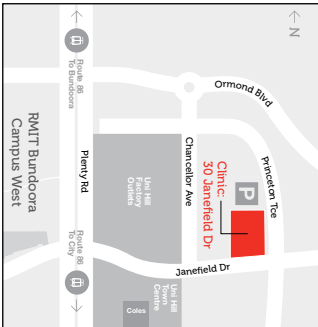 N
Route 86
To Bundoora
Ormond Blvd
RMIT Bundoora
Campus West
Plenty Rd
Uni Hill
Factory
Outlets
Chancellor Ave
Clinic:
30 Janefield Dr
P
Princeton Tce
Route 86
To City
Janefield Dr
Uni Hill
Town
Centre
Coles